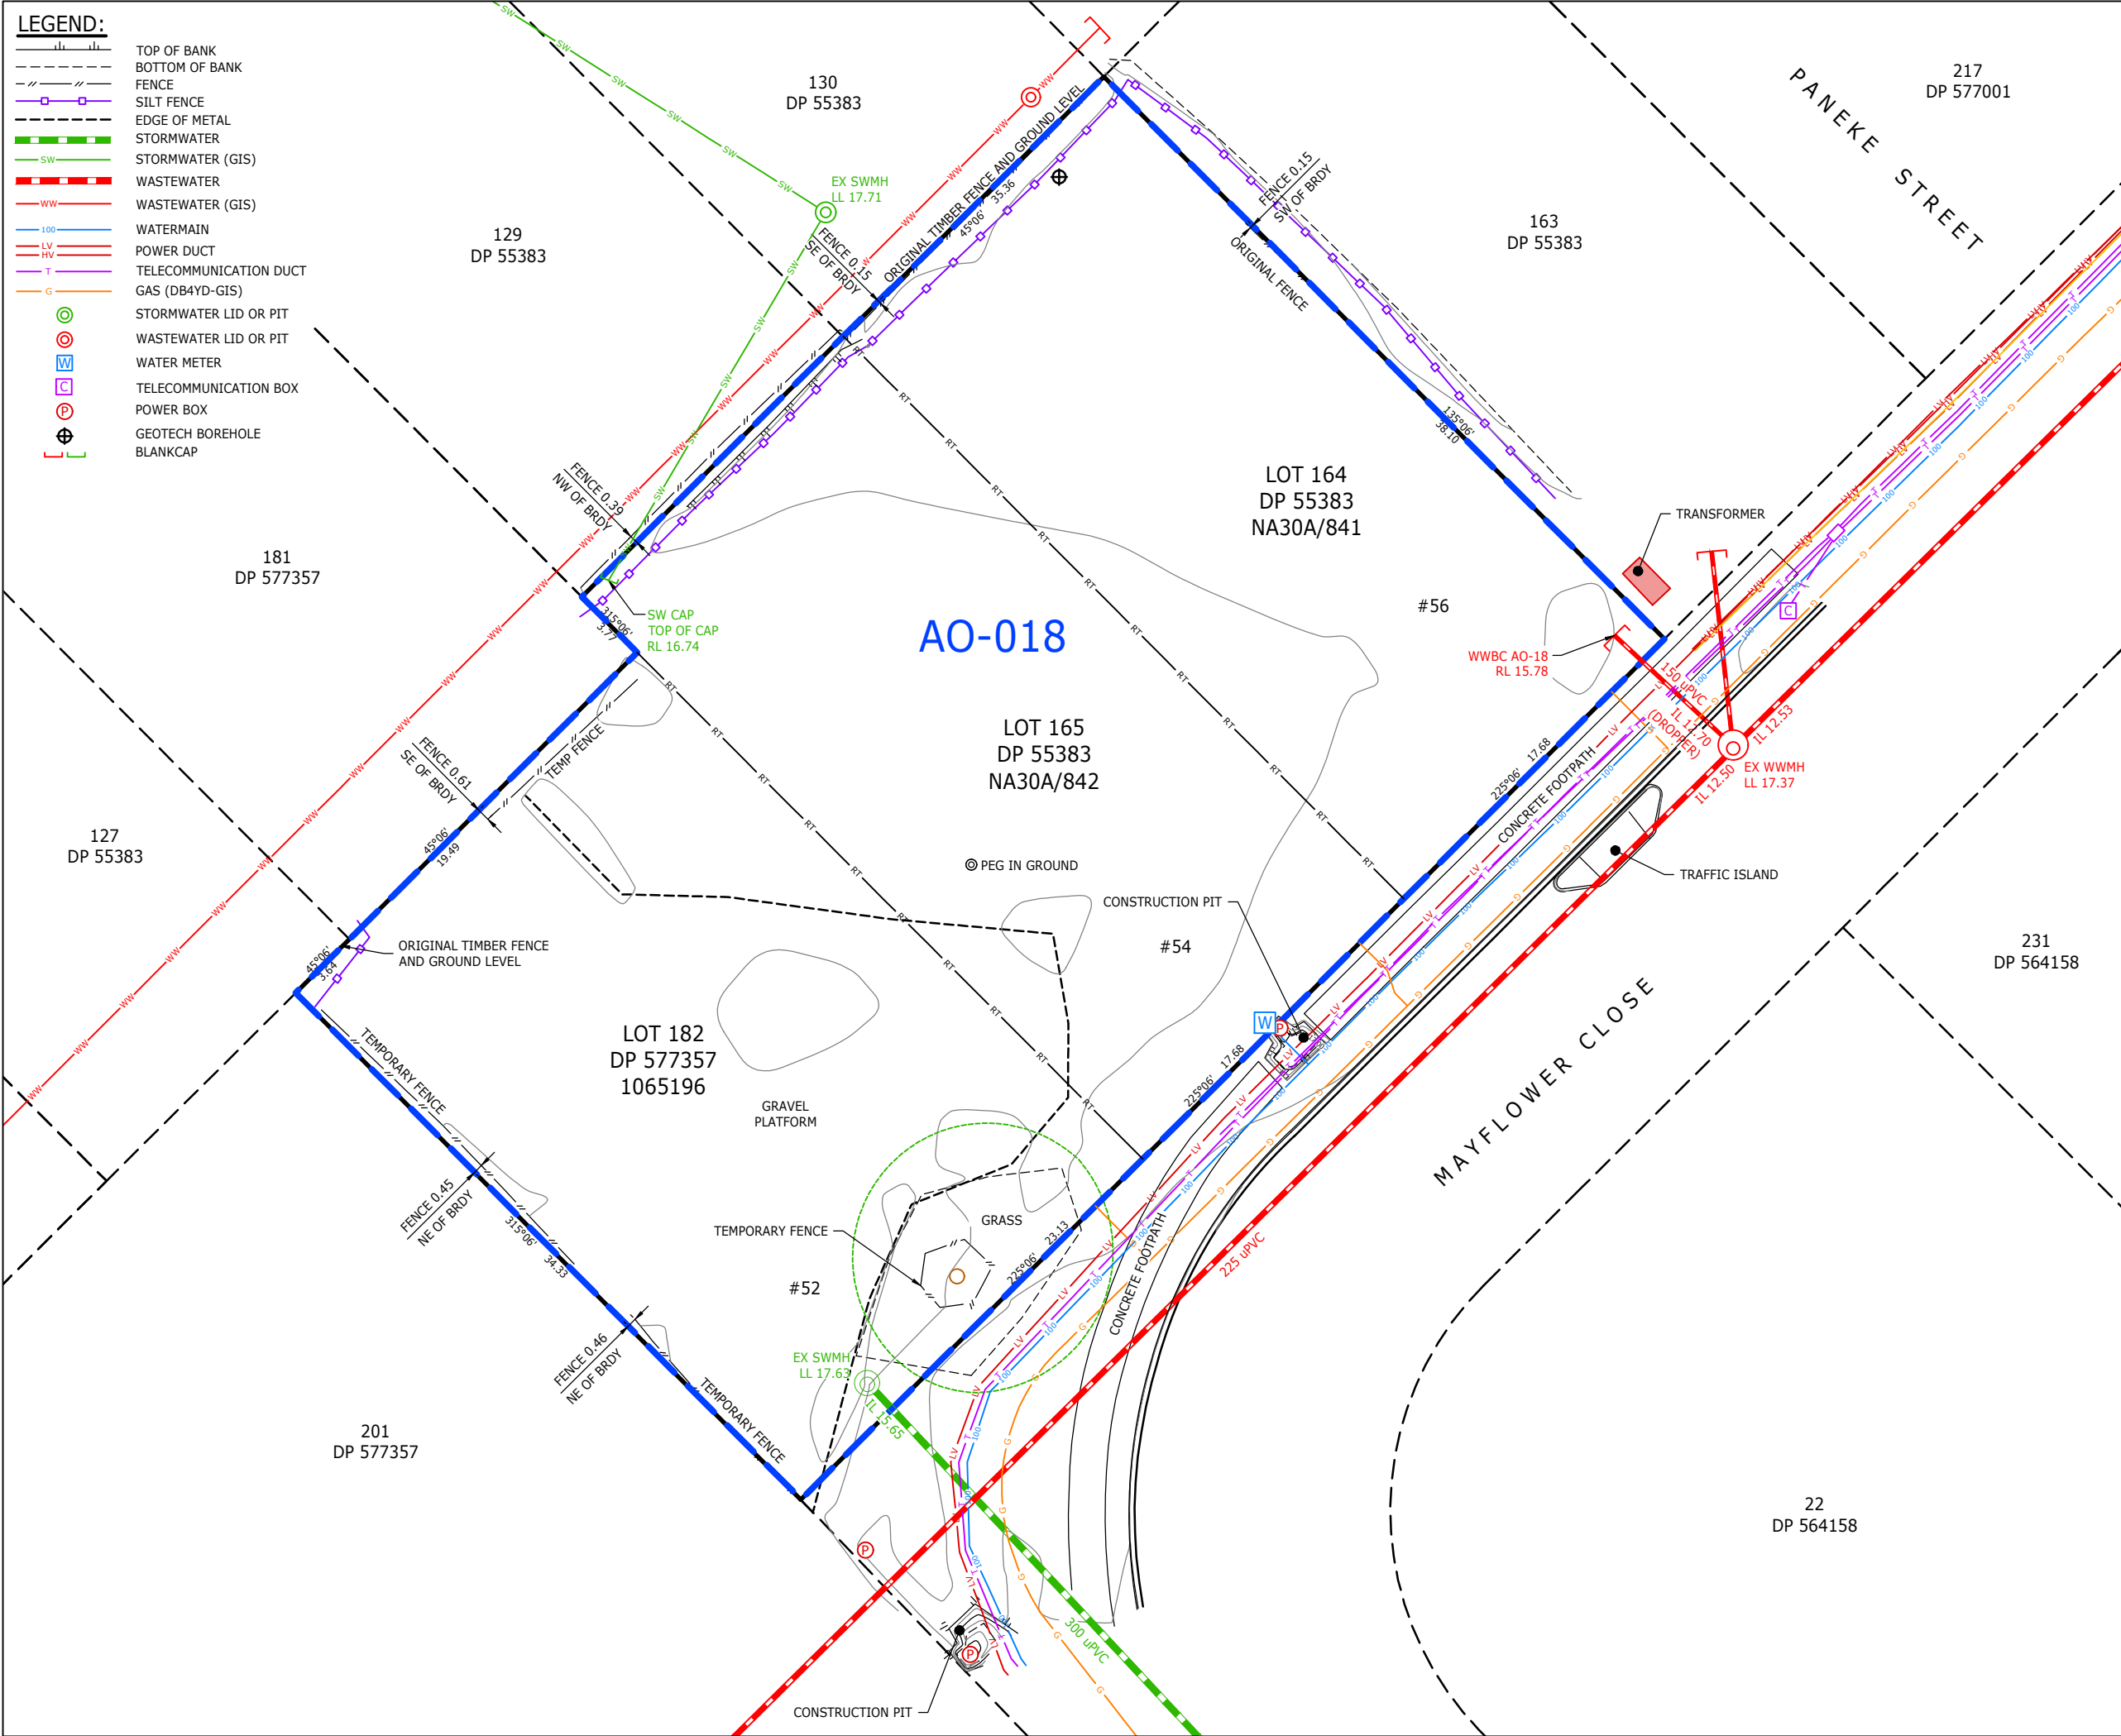 LEGEND:
TOP OF BANK
BOTTOM OF BANK
FENCE
SILT FENCE
EDGE OF METAL
STORMWATER
SW
STORMWATER (GIS)
WASTEWATER
WW
WASTEWATER (GIS)
100
WATERMAIN
LV
HV
POWER DUCT
T
TELECOMMUNICATION DUCT
G
GAS (DB4YD-GIS)
STORMWATER LID OR PIT
WASTEWATER LID OR PIT
W
WATER METER
C
TELECOMMUNICATION BOX
P
POWER BOX
GEOTECH BOREHOLE
BLANKCAP
130
DP 55383
217
DP 577001
PANEKE STREET
129
DP 55383
EX SWMH
LL 17.71
FENCE 0.15
SE OF BRDY
ORIGINAL TIMBER FENCE AND GROUND LEVEL
45°06'
35.36
FENCE 0.15
SW OF BRDY
ORIGINAL FENCE
163
DP 55383
135°06'
38.10
FENCE 0.39
NW OF BRDY
LOT 164
DP 55383
NA30A/841
TRANSFORMER
181
DP 577357
SW CAP
TOP OF CAP
RL 16.74
315°06'
3.77
AO-018
#56
WWBC AO-18
RL 15.78
150 uPVC
IL 12.70
(DROPPER)
IL 12.53
EX WWMH
LL 17.37
IL 12.50
LOT 165
DP 55383
NA30A/842
225°06'
17.68
CONCRETE FOOTPATH
TEMP FENCE
FENCE 0.61
SE OF BRDY
45°06'
19.49
127
DP 55383
PEG IN GROUND
TRAFFIC ISLAND
CONSTRUCTION PIT
#54
231
DP 564158
ORIGINAL TIMBER FENCE
AND GROUND LEVEL
45°06'
3.64
LOT 182
DP 577357
1065196
W
P
C
225°06'
17.68
MAYFLOWER CLOSE
GRAVEL
PLATFORM
TEMPORARY FENCE
FENCE 0.45
NE OF BRDY
315°06'
34.33
TEMPORARY FENCE
GRASS
225°06'
23.13
CONCRETE FOOTPATH
225 uPVC
#52
FENCE 0.46
NE OF BRDY
TEMPORARY FENCE
EX SWMH
LL 17.63
IL 15.65
201
DP 577357
22
DP 564158
P
300 uPVC
P
CONSTRUCTION PIT